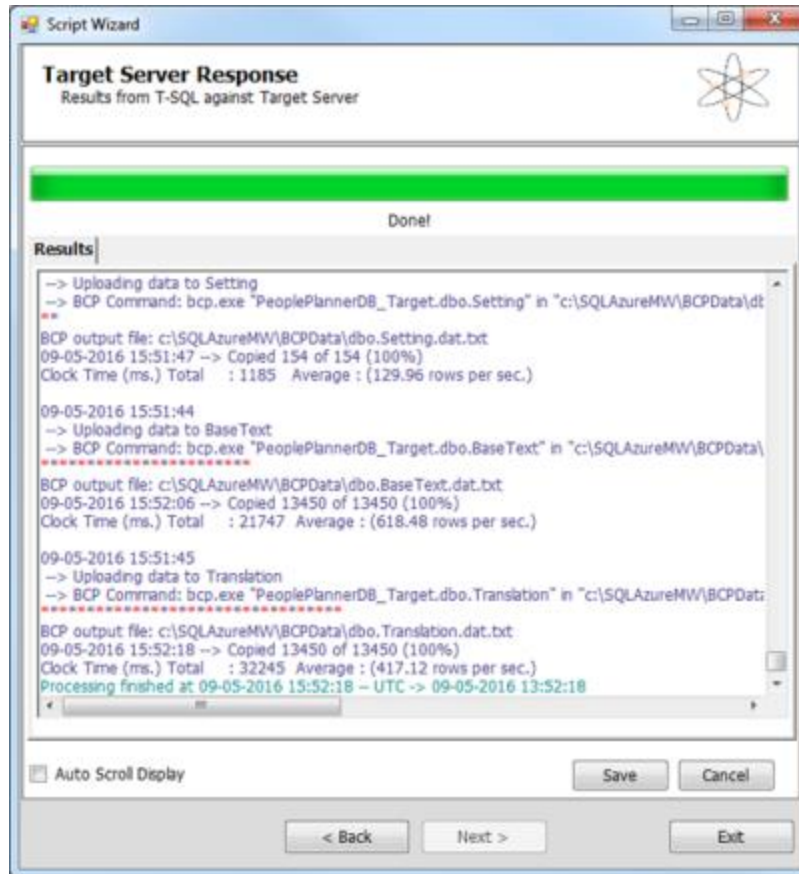 Script Wizard
Target Server Response
Results from T-SQL against Target Server
Done!
Results
--> Uploading data to Setting
--> BCP Command: bcp.exe "PeoplePlannerDB_Target.dbo.Setting" in "c:\SQLAzureMW\BCPData\db
**
BCP output file: c:\SQLAzureMW\BCPData\dbo.Setting.dat.txt
09-05-2016 15:51:47 --> Copied 154 of 154 (100%)
Clock Time (ms.) Total : 1185 Average : (129.96 rows per sec.)
09-05-2016 15:51:44
--> Uploading data to BaseText
--> BCP Command: bcp.exe "PeoplePlannerDB_Target.dbo.BaseText" in "c:\SQLAzureMW\BCPData\
BCP output file: c:\SQLAzureMW\BCPData\dbo.BaseText.dat.txt
09-05-2016 15:52:06 --> Copied 13450 of 13450 (100%)
Clock Time (ms.) Total : 21747 Average : (618.48 rows per sec.)
09-05-2016 15:51:45
--> Uploading data to Translation
--> BCP Command: bcp.exe "PeoplePlannerDB_Target.dbo.Translation" in "c:\SQLAzureMW\BCPData
BCP output file: c:\SQLAzureMW\BCPData\dbo.Translation.dat.txt
09-05-2016 15:52:18 --> Copied 13450 of 13450 (100%)
Clock Time (ms.) Total : 32245 Average : (417.12 rows per sec.)
Processing finished at 09-05-2016 15:52:18 -- UTC -> 09-05-2016 13:52:18
Auto Scroll Display
Save Cancel
< Back Next > Exit